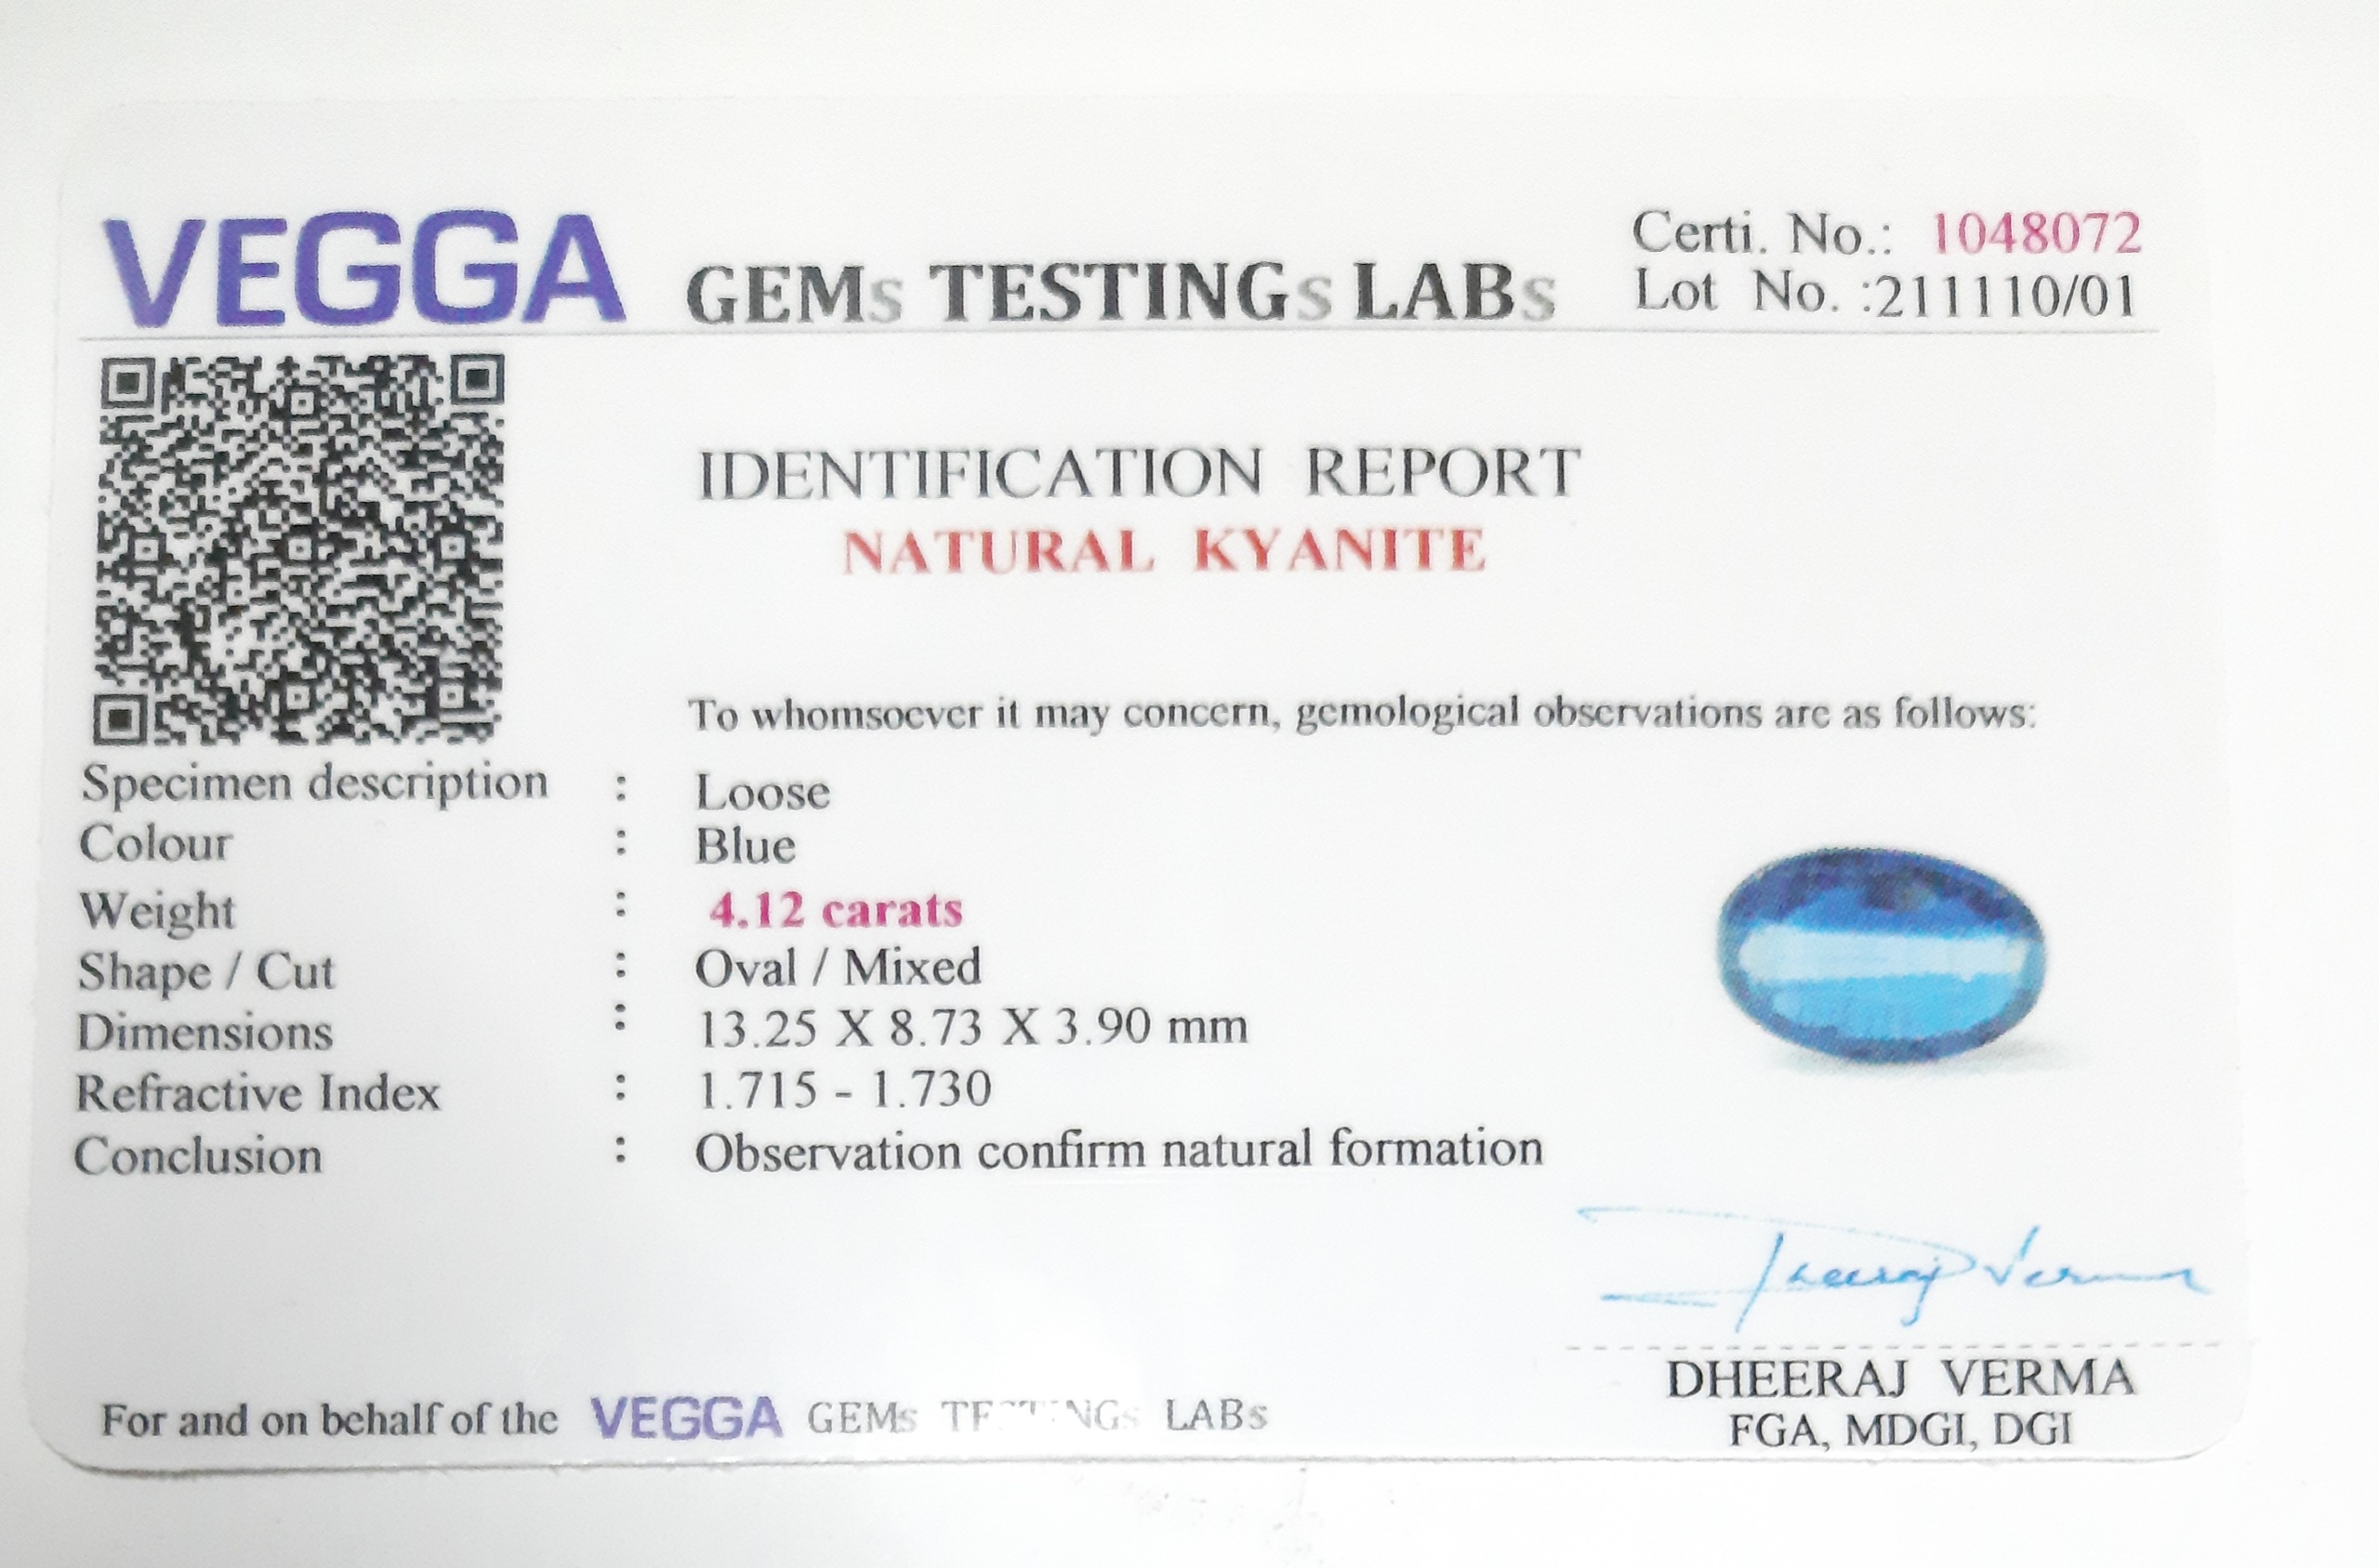 VEGGA GEMs TESTINGs LABs
Certi. No.: 1048072
Lot No. :211110/01
IDENTIFICATION REPORT
NATURAL KYANITE
To whomsoever it may concern, gemological observations are as follows:
Specimen description : Loose
Colour : Blue
Weight : 4.12 carats
Shape / Cut : Oval / Mixed
Dimensions : 13.25 X 8.73 X 3.90 mm
Refractive Index : 1.715 - 1.730
Conclusion : Observation confirm natural formation
Dheeraj Verma
DHEERAJ VERMA
FGA, MDGI, DGI
For and on behalf of the VEGGA GEMs TESTINGs LABs